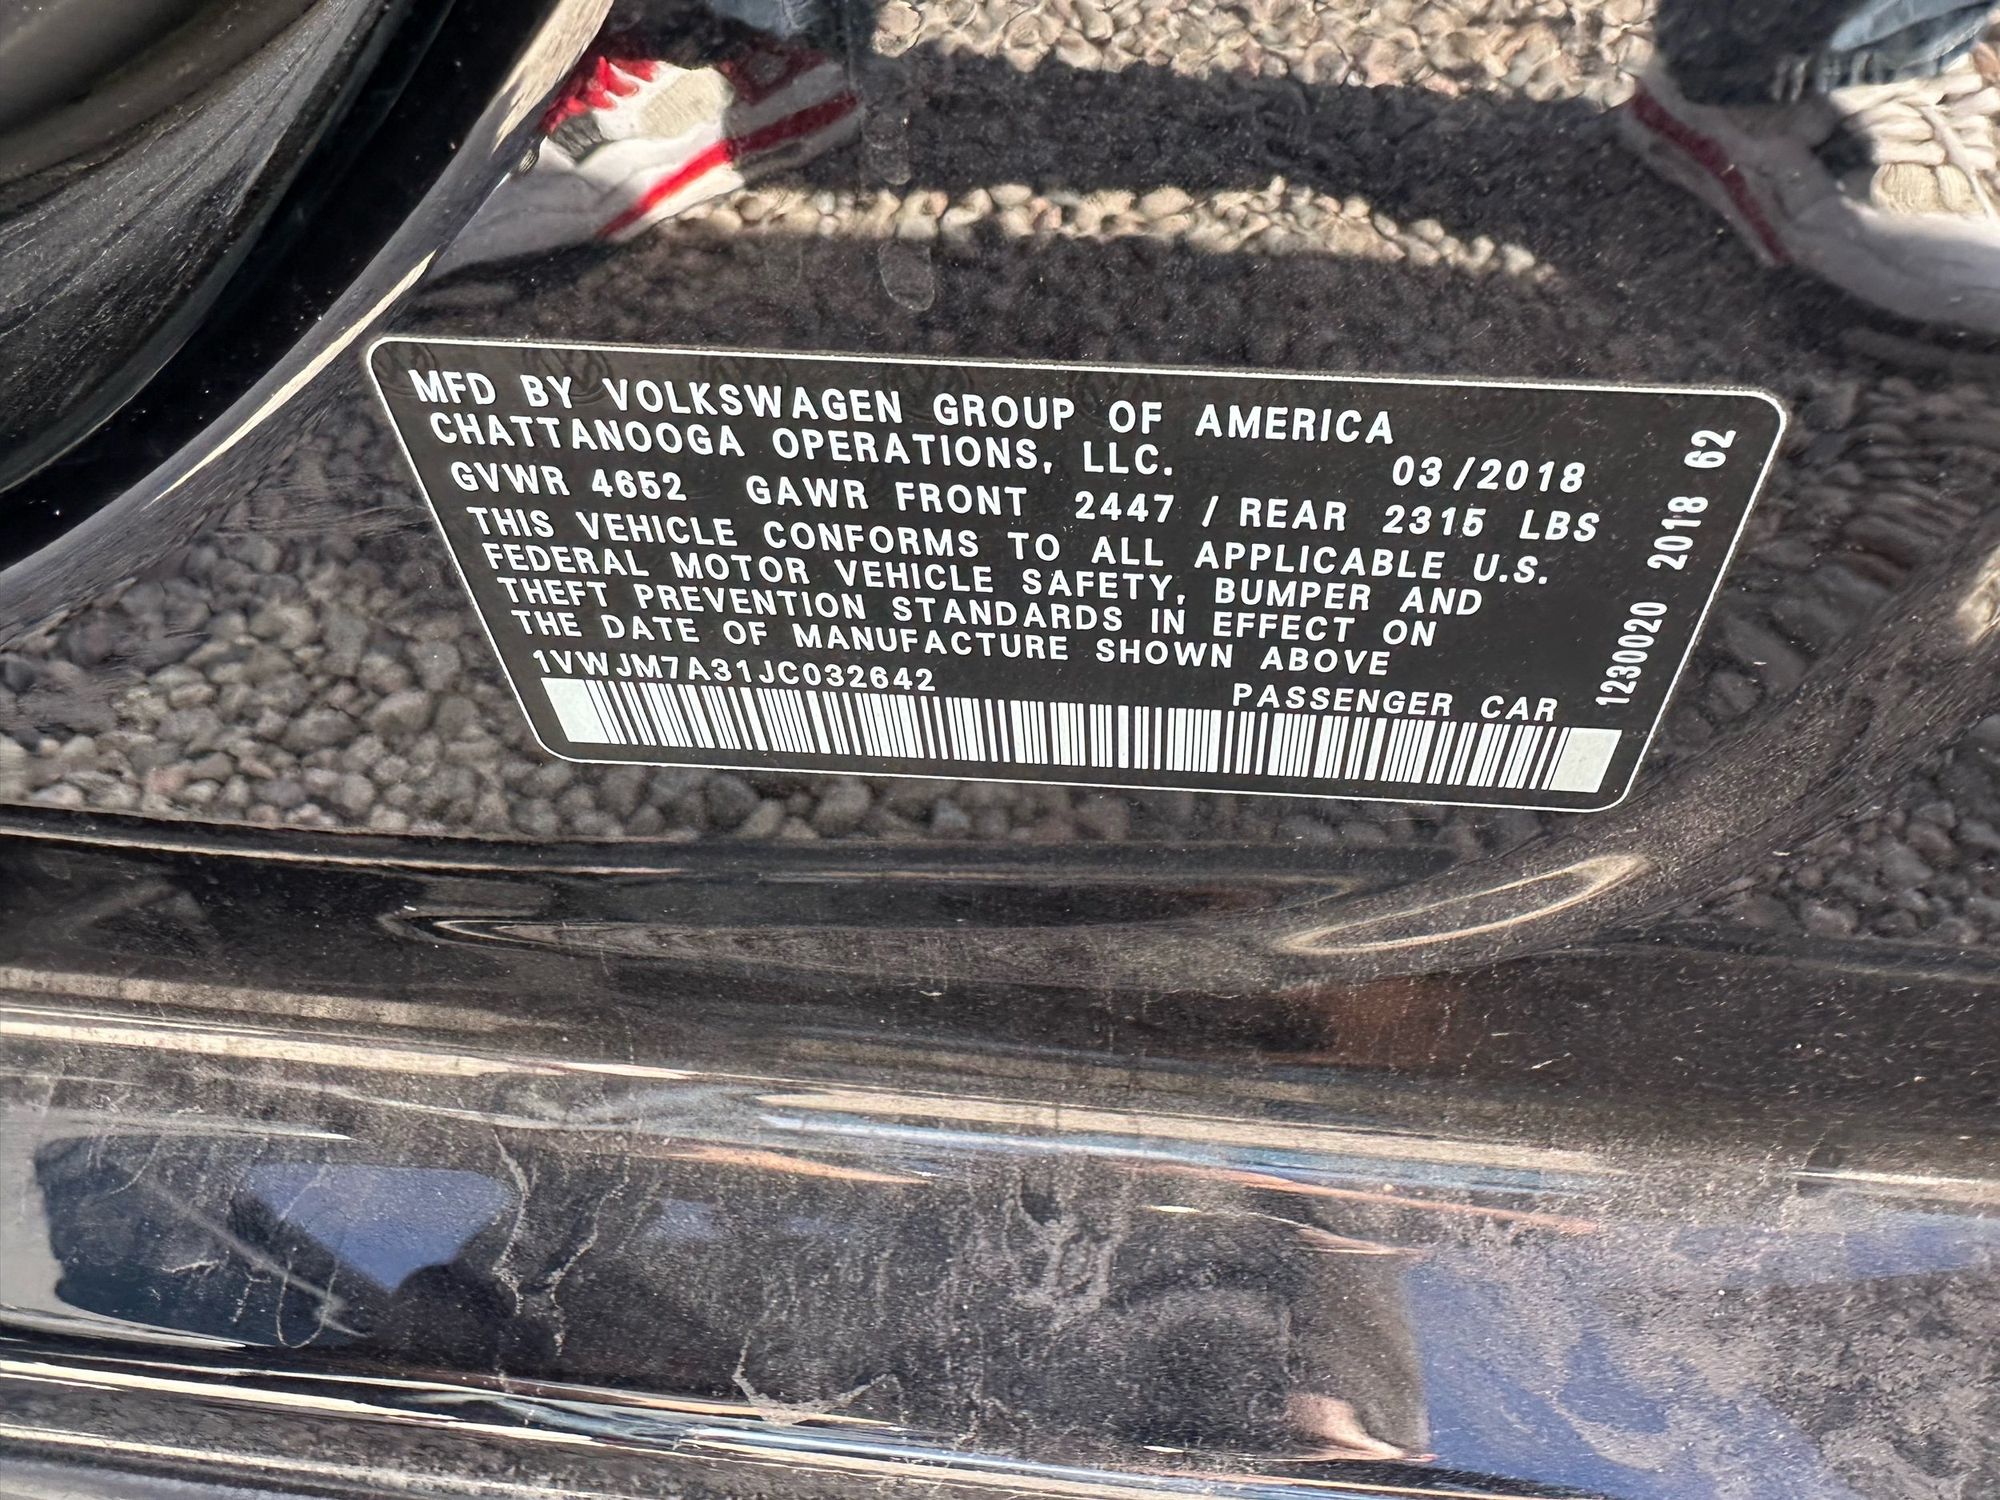 MFD BY VOLKSWAGEN GROUP OF AMERICA
CHATTANOOGA OPERATIONS, LLC.
03/2018
GVWR 4652 GAWR FRONT 2447 / REAR 2315 LBS
THIS VEHICLE CONFORMS TO ALL APPLICABLE U.S.
FEDERAL MOTOR VEHICLE SAFETY, BUMPER AND
THEFT PREVENTION STANDARDS IN EFFECT ON
THE DATE OF MANUFACTURE SHOWN ABOVE
1VWJM7A31JC032642
PASSENGER CAR
1230020 2018 62